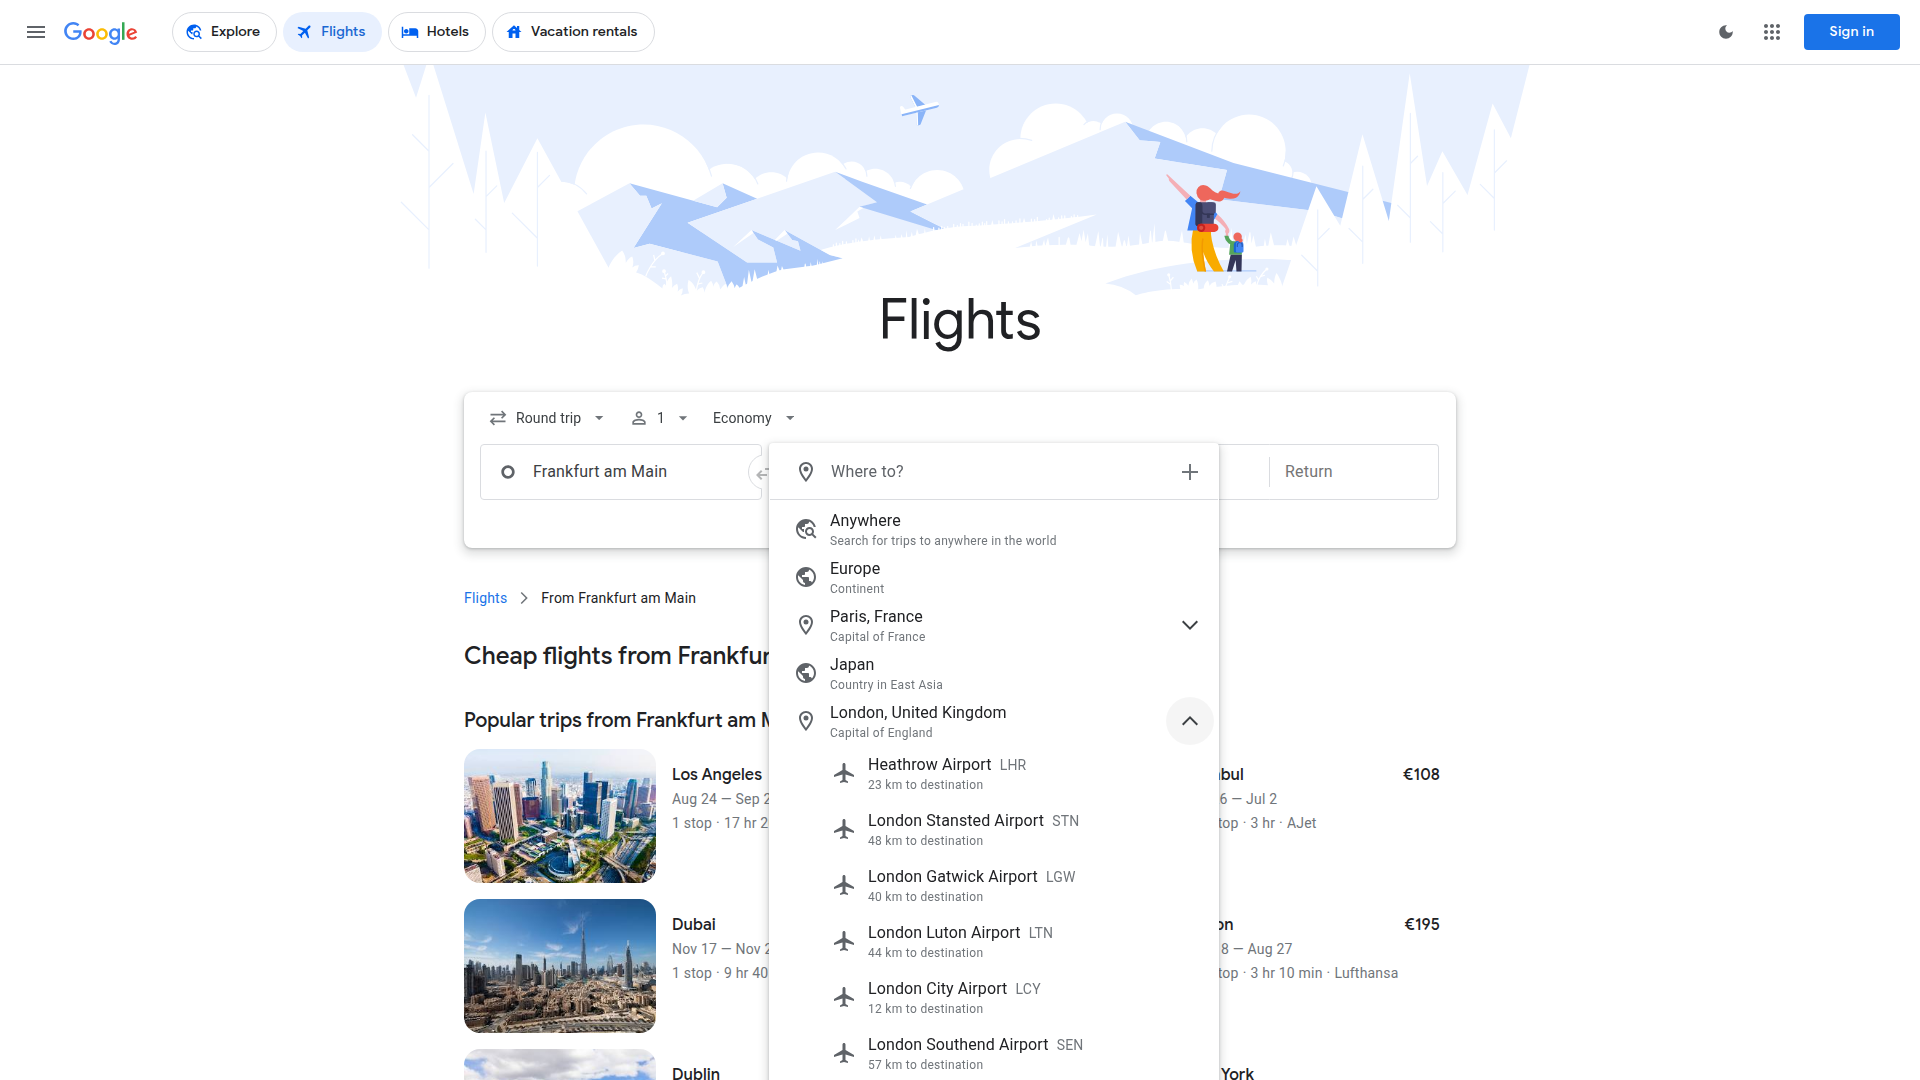 Google
Explore
Flights
Hotels
Vacation rentals
Sign in
Flights
Round trip
1
Economy
Frankfurt am Main
Where to?
Return
Anywhere
Search for trips to anywhere in the world
Europe
Continent
Paris, France
Capital of France
Japan
Country in East Asia
London, United Kingdom
Capital of England
Heathrow Airport LHR
23 km to destination
London Stansted Airport STN
48 km to destination
London Gatwick Airport LGW
40 km to destination
London Luton Airport LTN
44 km to destination
London City Airport LCY
12 km to destination
London Southend Airport SEN
57 km to destination
Flights
From Frankfurt am Main
Cheap flights from Frankfur
Popular trips from Frankfurt am
Los Angeles
Aug 24 — Sep 2
1 stop · 17 hr 2
bul
€108
6 — Jul 2
top · 3 hr · AJet
Dubai
Nov 17 — Nov 2
1 stop · 9 hr 40
on
€195
8 — Aug 27
top · 3 hr 10 min · Lufthansa
Dublin
York